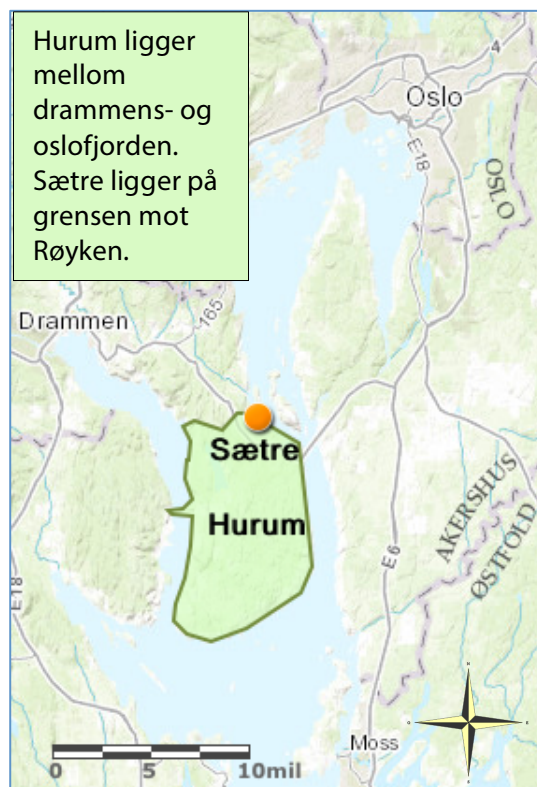 Hurum ligger
mellom
drammens- og
oslofjorden.
Sætre ligger på
grensen mot
Røyken.
4
Oslo
E18
OSLO
165
Drammen
Sætre
Hurum
AKERSHUS
ØSTFOLD
E6
E18
Moss
0 5 10mil